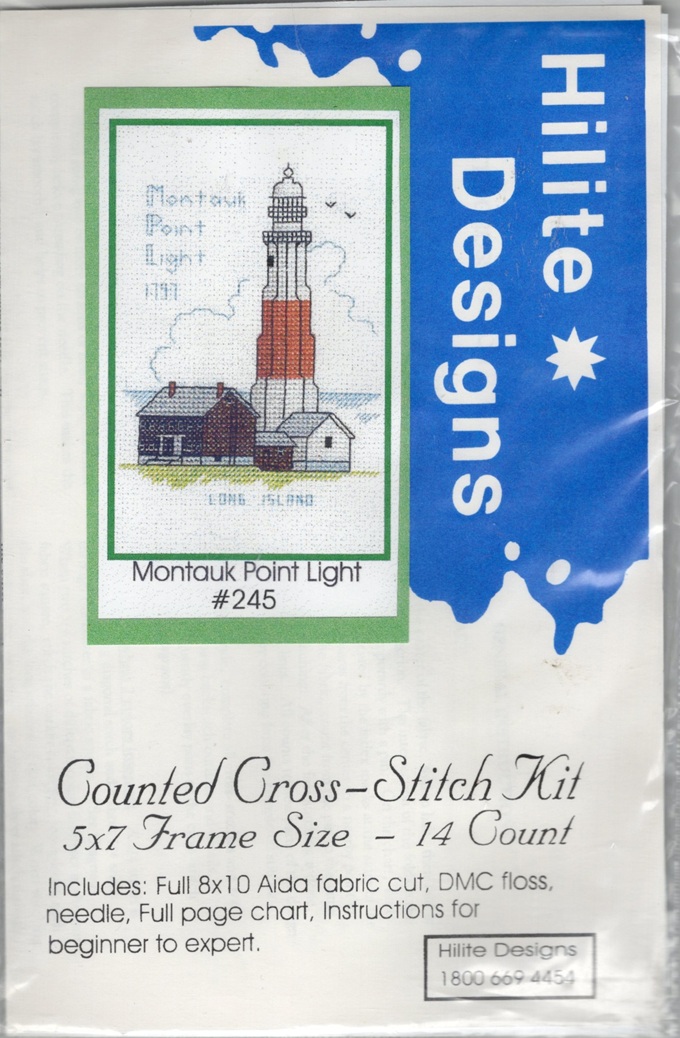 Hilite
Designs
Montauk
Point
Light
1797
LONG ISLAND
Montauk Point Light
#245
Counted Cross-Stitch Kit
5x7 Frame Size - 14 Count
Includes: Full 8x10 Aida fabric cut, DMC floss,
needle, Full page chart, Instructions for
beginner to expert.
Hilite Designs
1800 669 4454